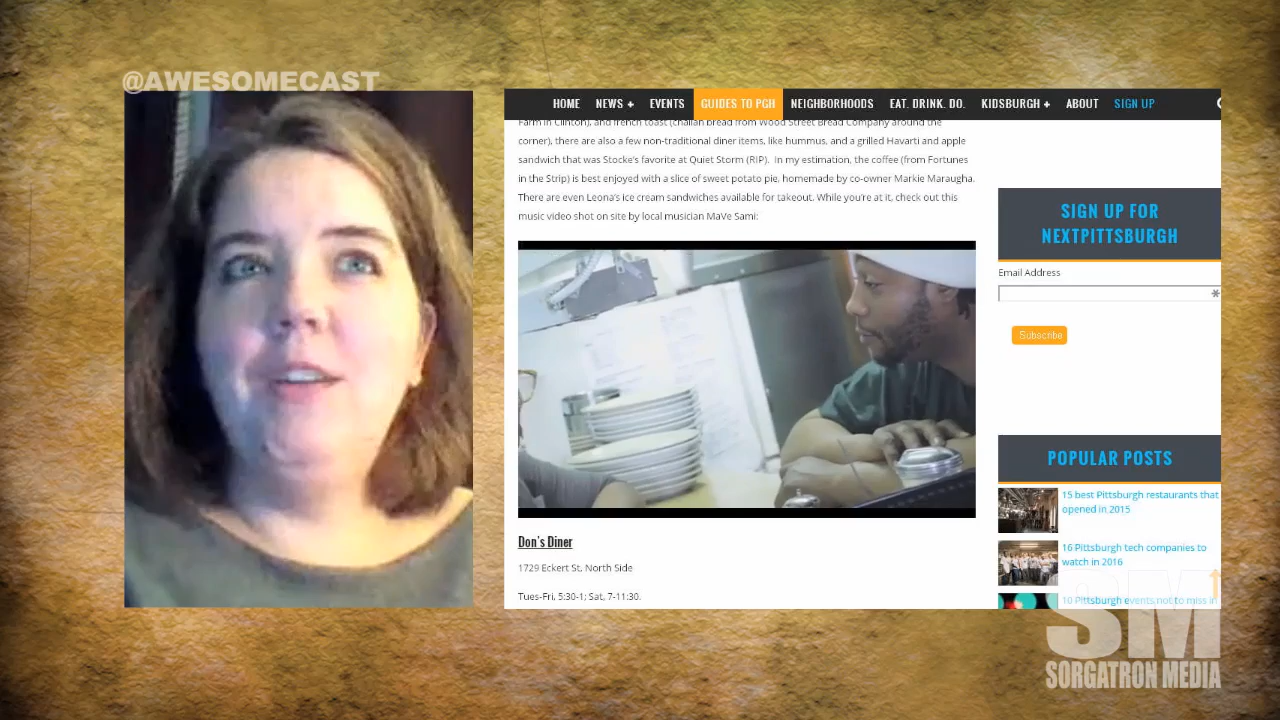 @AWESOMECAST
HOME NEWS + EVENTS GUIDES TO PGH NEIGHBORHOODS EAT. DRINK. DO. KIDSBURGH + ABOUT SIGN UP
Farm in Clinton), and french toast (challah bread from Wood Street Bread Company around the
corner), there are also a few non-traditional diner items, like hummus, and a grilled Havarti and apple
sandwich that was Stocke's favorite at Quiet Storm (RIP). In my estimation, the coffee (from Fortunes
in the Strip) is best enjoyed with a slice of sweet potato pie, homemade by co-owner Markie Maraugha.
There are even Leona's ice cream sandwiches available for takeout. While you're at it, check out this
music video shot on site by local musician MaVe Sami:
Don's Diner
1729 Eckert St, North Side
Tues-Fri, 5:30-1; Sat, 7-11:30.
SIGN UP FOR
NEXTPITTSBURGH
Email Address
Subscribe
POPULAR POSTS
15 best Pittsburgh restaurants that
opened in 2015
16 Pittsburgh tech companies to
watch in 2016
10 Pittsburgh events not to miss in
SM
SORGATRON MEDIA